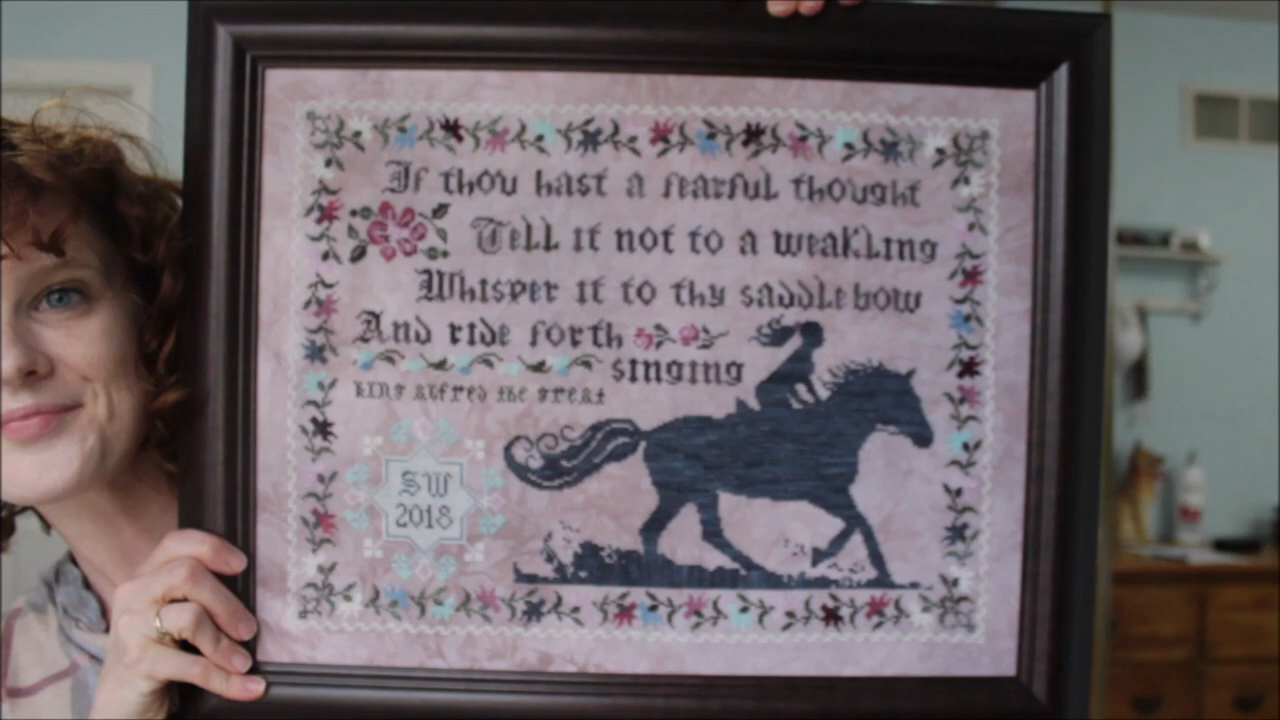 If thou hast a fearful thought
Tell it not to a weakling
Whisper it to thy saddlebow
And ride forth
singing
king alfred the great
SW
2018